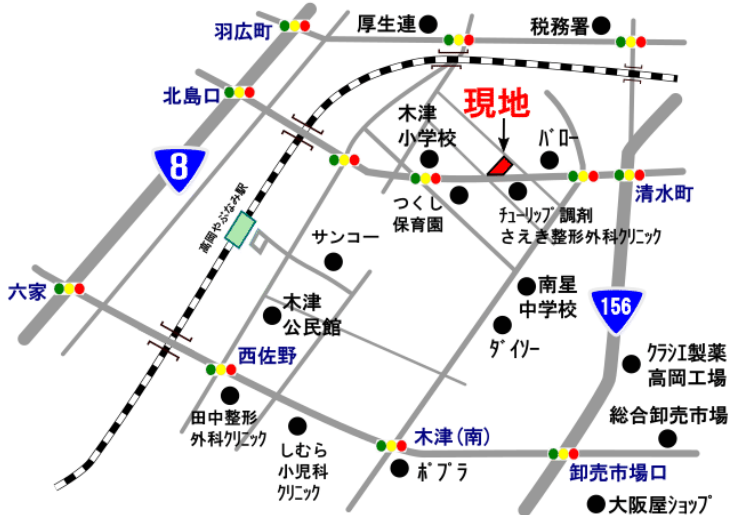 羽広町
厚生連
税務署
北島口
現地
木津
小学校
バロー
8
清水町
つくし
保育園
チューリップ調剤
さえき整形外科クリニック
高岡やぶなみ駅
サンコー
六家
南星
中学校
156
木津
公民館
ダイソー
西佐野
クラシエ製薬
高岡工場
田中整形
外科クリニック
総合卸売市場
しむら
小児科
クリニック
木津(南)
ポプラ
卸売市場口
大阪屋ショップ